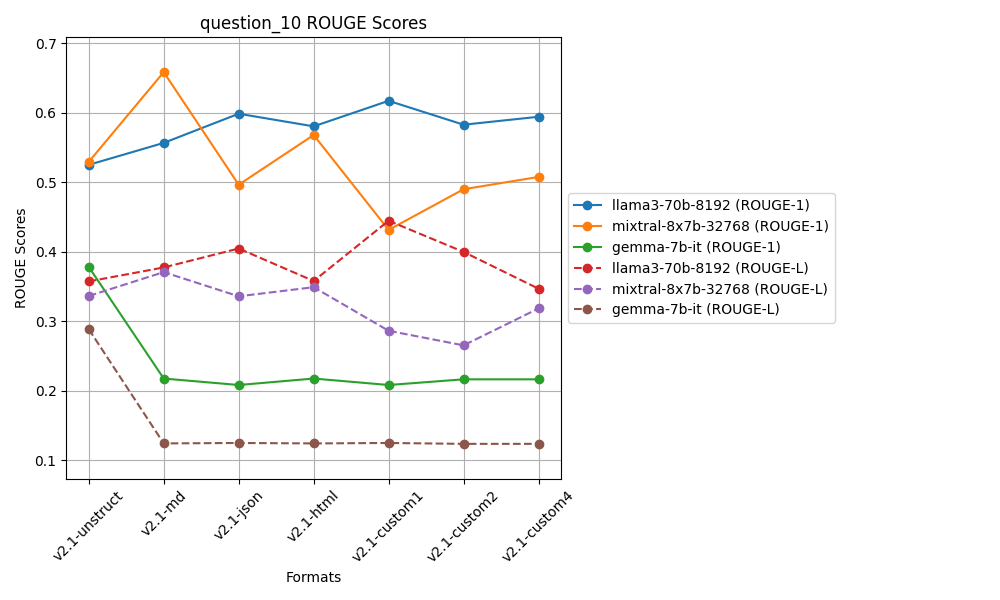 question_10 ROUGE Scores
ROUGE Scores
0.7
0.6
0.5
0.4
0.3
0.2
0.1
v2.1-unstruct
v2.1-md
v2.1-json
v2.1-html
v2.1-custom1
v2.1-custom2
v2.1-custom4
Formats
llama3-70b-8192 (ROUGE-1)
mixtral-8x7b-32768 (ROUGE-1)
gemma-7b-it (ROUGE-1)
llama3-70b-8192 (ROUGE-L)
mixtral-8x7b-32768 (ROUGE-L)
gemma-7b-it (ROUGE-L)